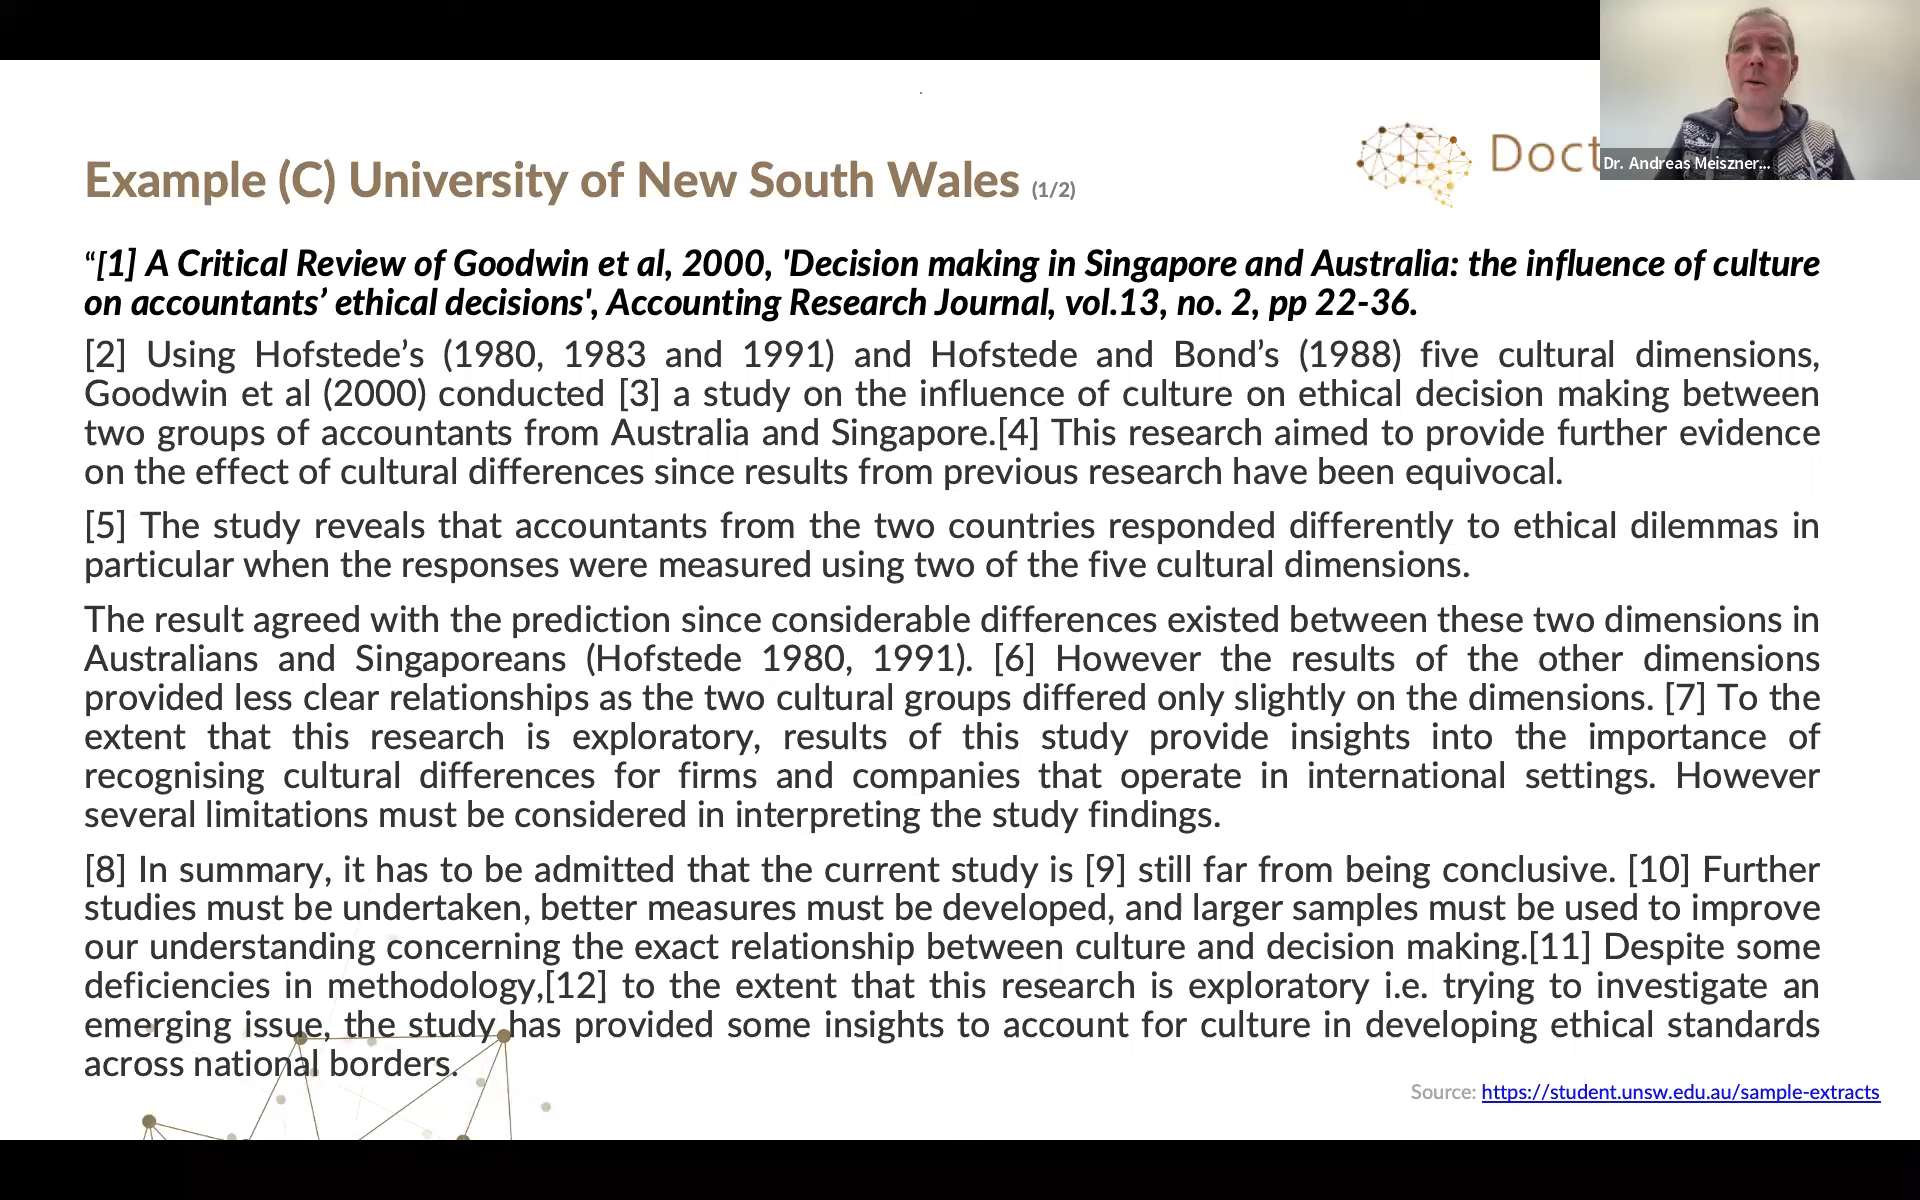 Doct
Dr. Andreas Meiszner...
Example (C) University of New South Wales (1/2)
“[1] A Critical Review of Goodwin et al, 2000, 'Decision making in Singapore and Australia: the influence of culture
on accountants’ ethical decisions', Accounting Research Journal, vol.13, no. 2, pp 22-36.
[2] Using Hofstede’s (1980, 1983 and 1991) and Hofstede and Bond’s (1988) five cultural dimensions,
Goodwin et al (2000) conducted [3] a study on the influence of culture on ethical decision making between
two groups of accountants from Australia and Singapore.[4] This research aimed to provide further evidence
on the effect of cultural differences since results from previous research have been equivocal.
[5] The study reveals that accountants from the two countries responded differently to ethical dilemmas in
particular when the responses were measured using two of the five cultural dimensions.
The result agreed with the prediction since considerable differences existed between these two dimensions in
Australians and Singaporeans (Hofstede 1980, 1991). [6] However the results of the other dimensions
provided less clear relationships as the two cultural groups differed only slightly on the dimensions. [7] To the
extent that this research is exploratory, results of this study provide insights into the importance of
recognising cultural differences for firms and companies that operate in international settings. However
several limitations must be considered in interpreting the study findings.
[8] In summary, it has to be admitted that the current study is [9] still far from being conclusive. [10] Further
studies must be undertaken, better measures must be developed, and larger samples must be used to improve
our understanding concerning the exact relationship between culture and decision making.[11] Despite some
deficiencies in methodology,[12] to the extent that this research is exploratory i.e. trying to investigate an
emerging issue, the study has provided some insights to account for culture in developing ethical standards
across national borders.
Source: https://student.unsw.edu.au/sample-extracts